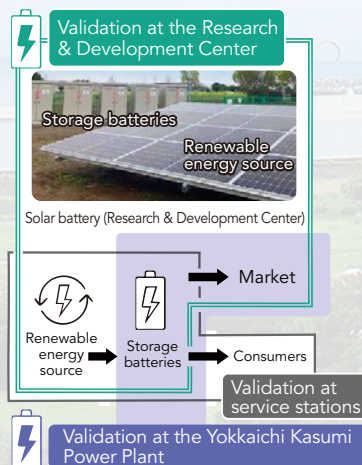 Validation at the Research
& Development Center
Storage batteries
Renewable
energy source
Solar battery (Research & Development Center)
Market
Renewable
energy
source
Storage
batteries
Consumers
Validation at
service stations
Validation at the Yokkaichi Kasumi
Power Plant